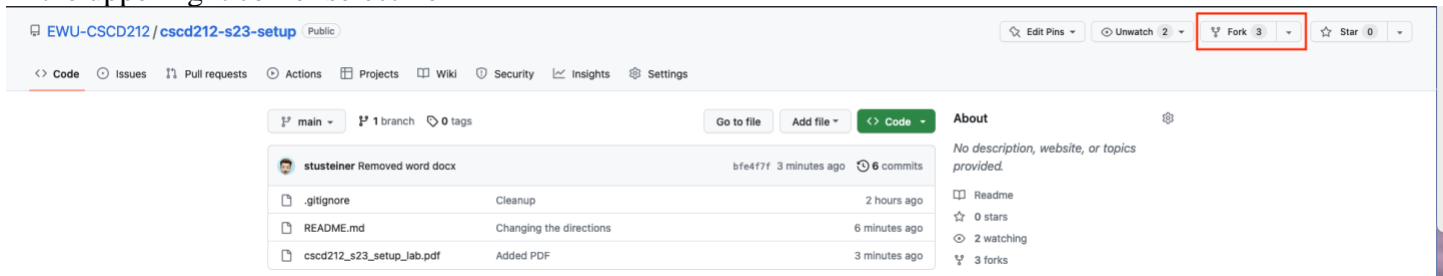 EWU-CSCD212 / cscd212-s23-setup Public
Edit Pins Unwatch 2 Fork 3 Star 0
Code Issues Pull requests Actions Projects Wiki Security Insights Settings
main 1 branch 0 tags Go to file Add file Code
About
No description, website, or topics
provided.
stusteiner Removed word docx bfe4f7f 3 minutes ago 6 commits
.gitignore Cleanup 2 hours ago
README.md Changing the directions 6 minutes ago
cscd212_s23_setup_lab.pdf Added PDF 3 minutes ago
Readme
0 stars
2 watching
3 forks